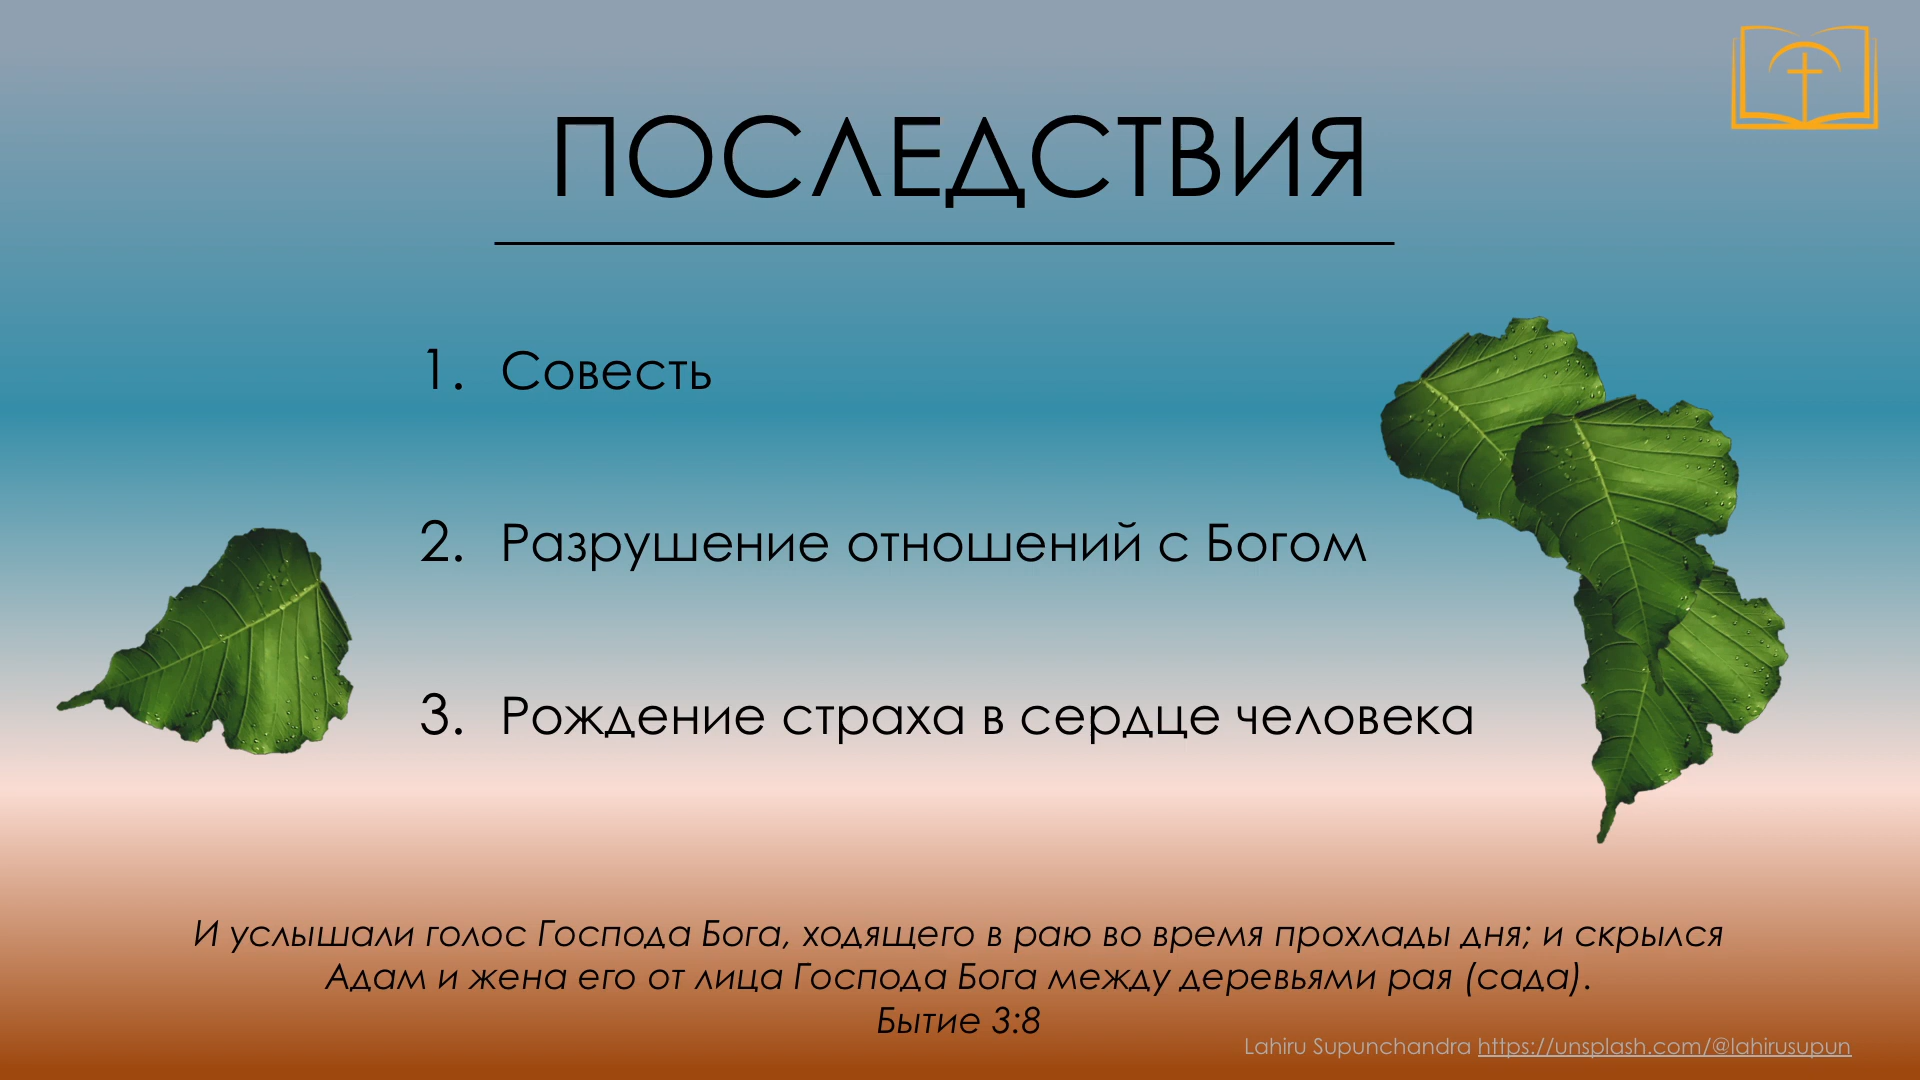 ПОСЛЕДСТВИЯ
1. Совесть
2. Разрушение отношений с Богом
3. Рождение страха в сердце человека
И услышали голос Господа Бога, ходящего в раю во время прохлады дня; и скрылся
Адам и жена его от лица Господа Бога между деревьями рая (сада).
Бытие 3:8
Lahiru Supunchandra https://unsplash.com/@lahirusupun